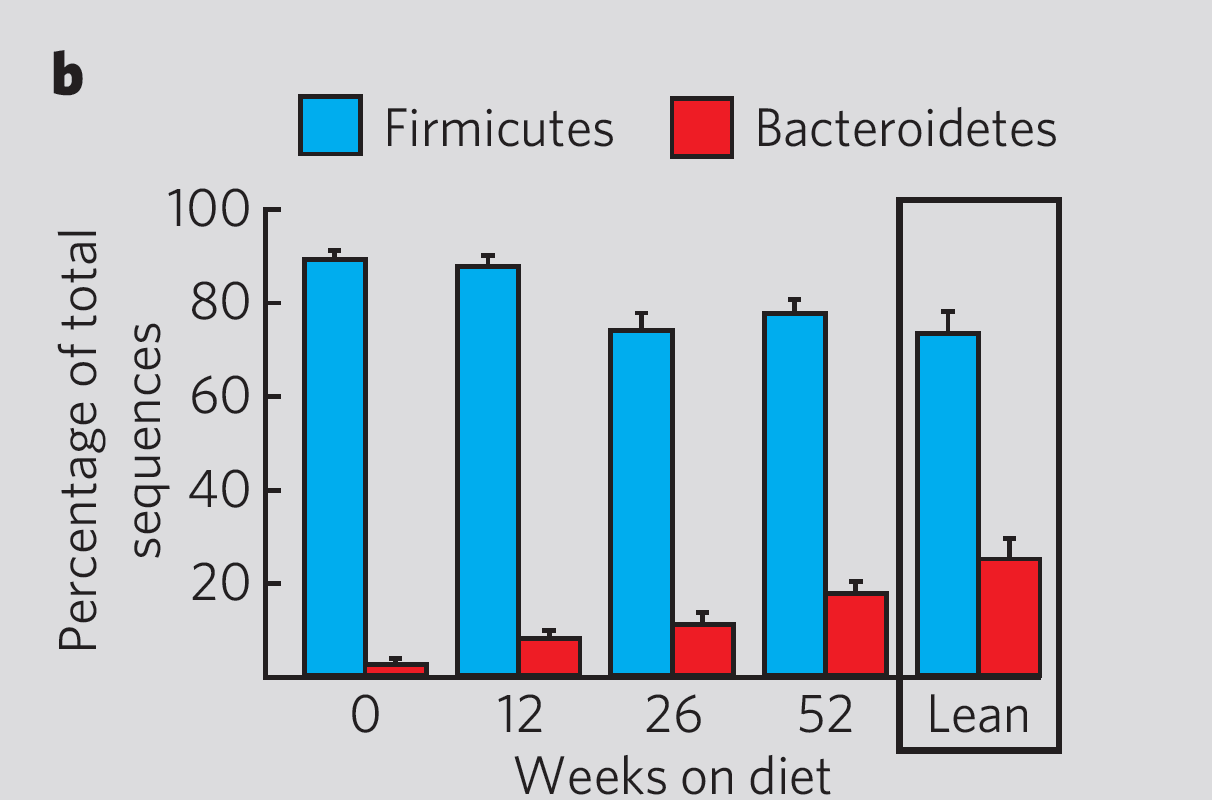 b
Firmicutes Bacteroidetes
Percentage of total
sequences
100
80
60
40
20
0 12 26 52 Lean
Weeks on diet